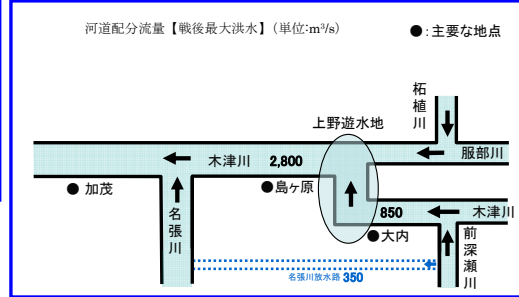 河道配分流量【戦後最大洪水】(単位:m³/s)
●:主要な地点
柘植川
上野遊水地
服部川
木津川 2,800
加茂
島ヶ原
名張川
850 木津川
大内
前深瀬川
名張川放水路 350